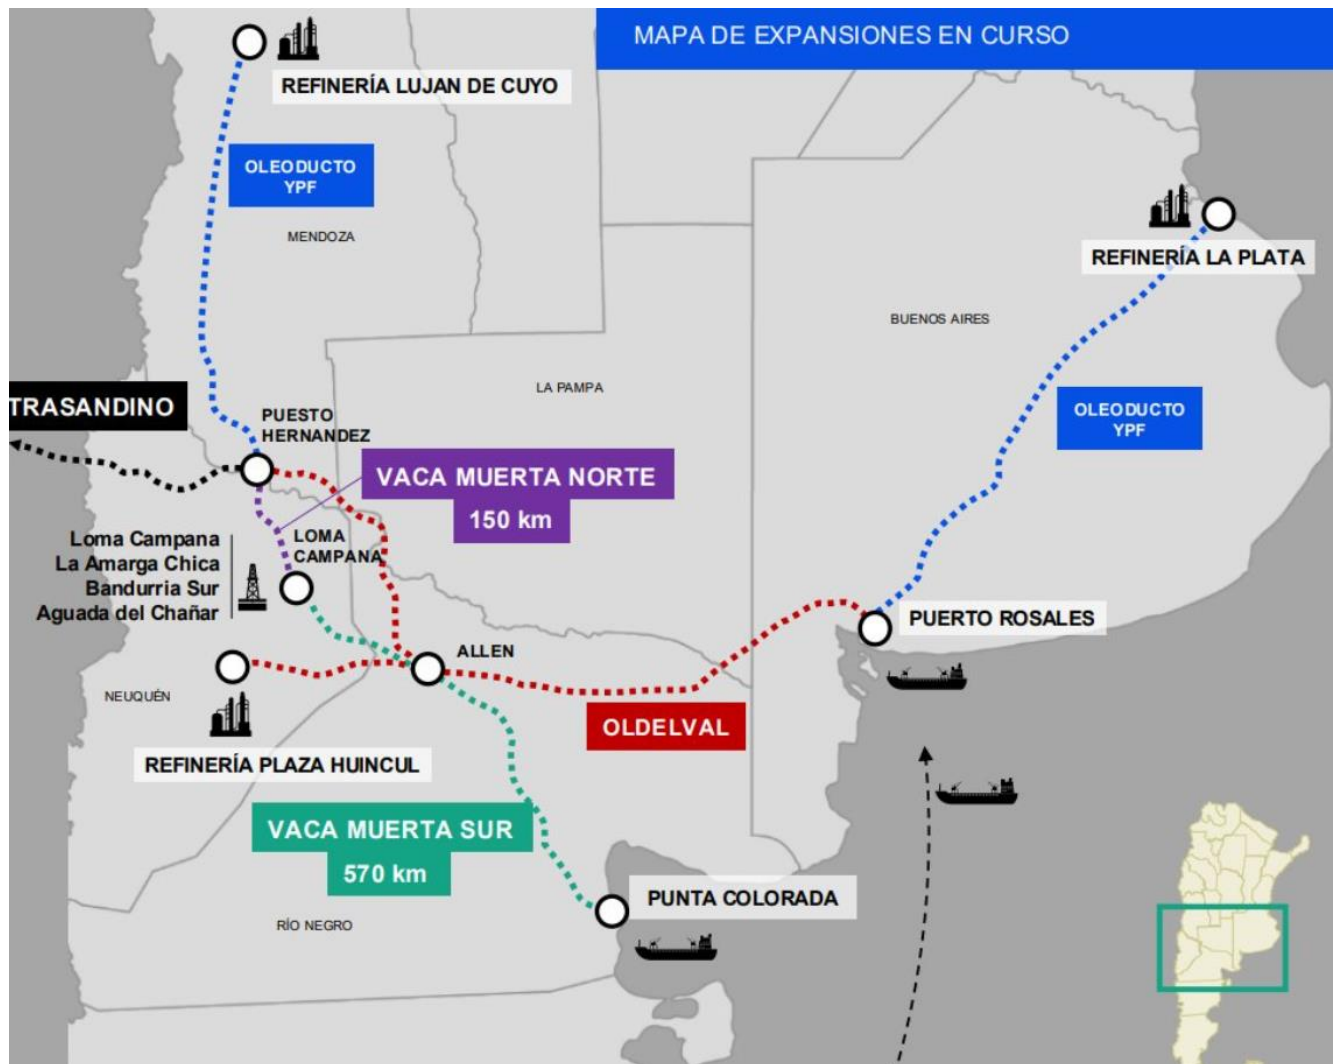 MAPA DE EXPANSIONES EN CURSO
REFINERÍA LUJAN DE CUYO
OLEODUCTO
YPF
MENDOZA
REFINERÍA LA PLATA
BUENOS AIRES
LA PAMPA
TRASANDINO
PUESTO
HERNANDEZ
OLEODUCTO
YPF
VACA MUERTA NORTE
150 km
LOMA
CAMPANA
Loma Campana
La Amarga Chica
Bandurria Sur
Aguada del Chañar
PUERTO ROSALES
ALLEN
NEUQUÉN
OLDELVAL
REFINERÍA PLAZA HUINCUL
VACA MUERTA SUR
570 km
PUNTA COLORADA
RÍO NEGRO